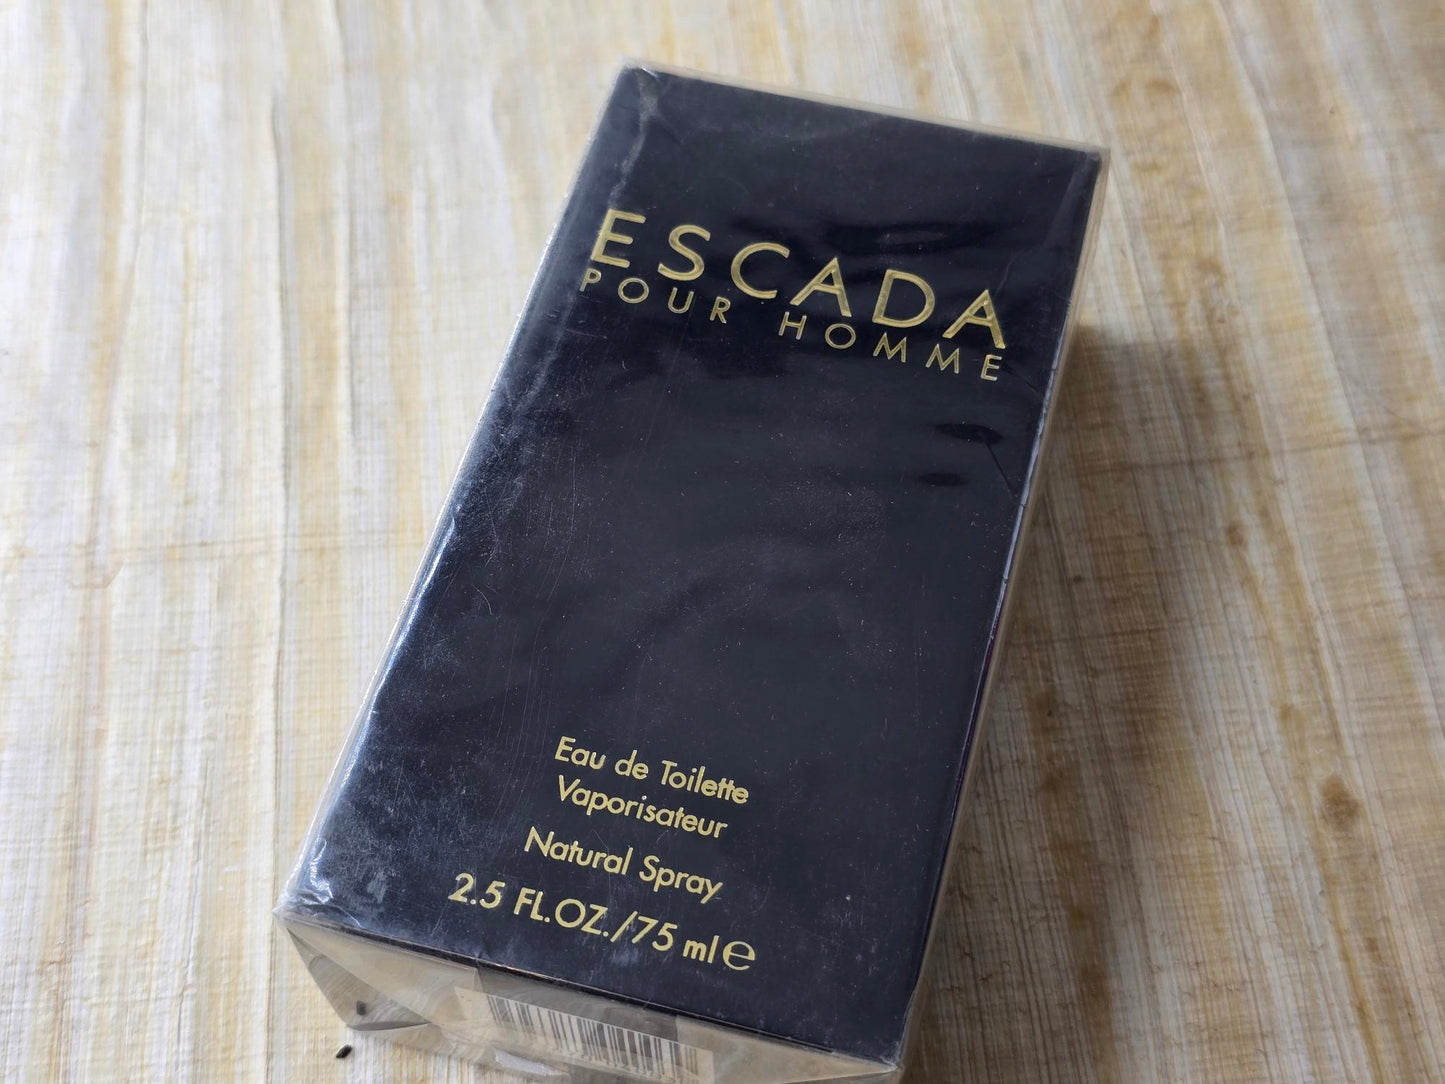 ESCADA
POUR HOMME
Eau de Toilette
Vaporisateur
Natural Spray
2.5 FL.OZ./75 ml e